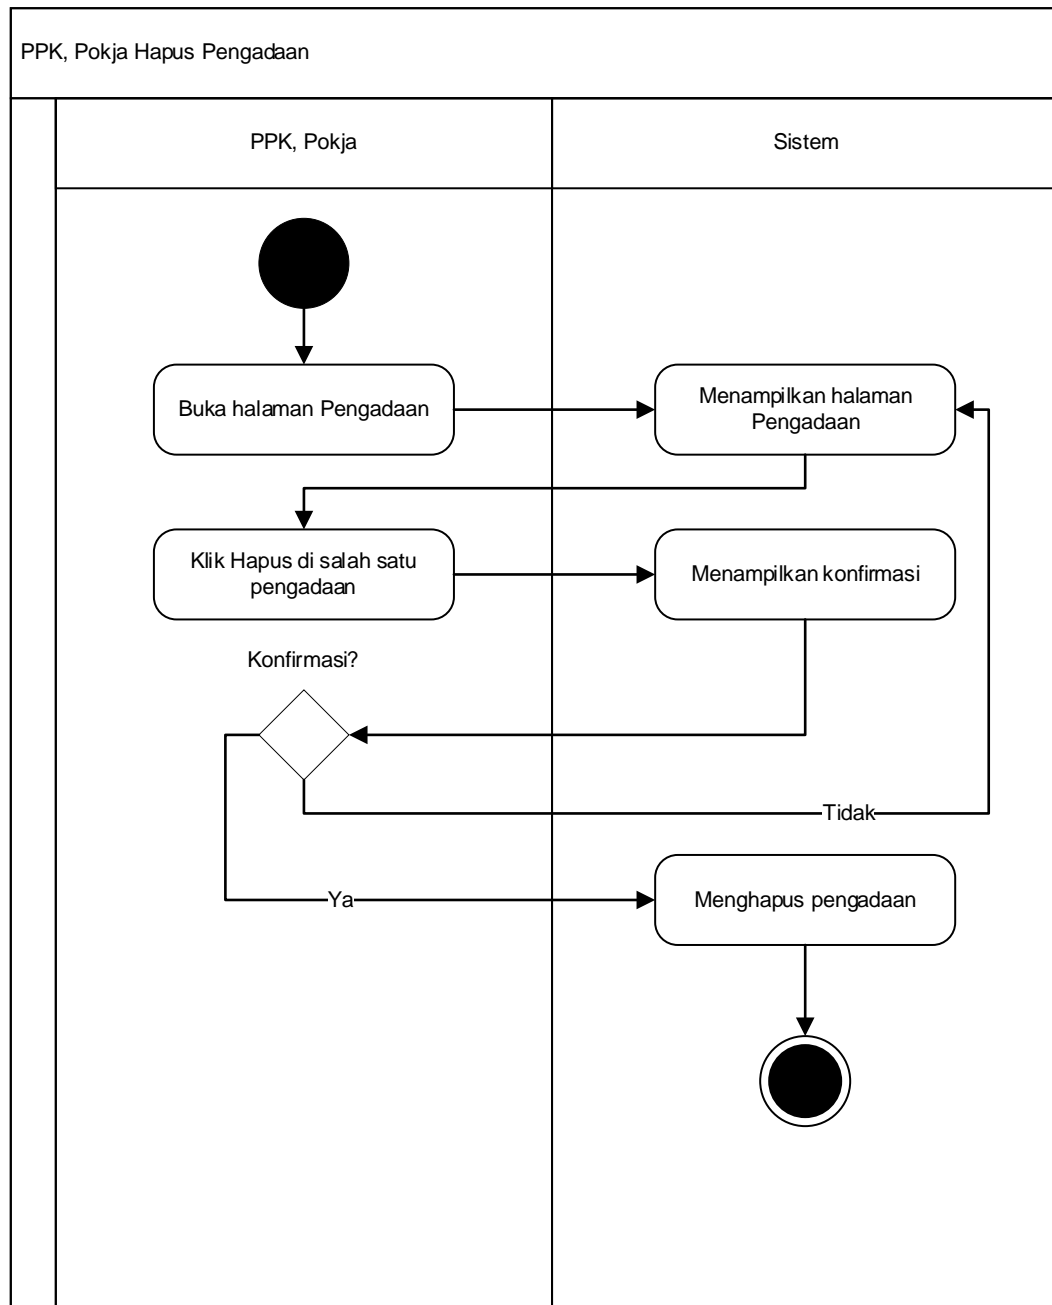 PPK, Pokja Hapus Pengadaan
PPK, Pokja
Sistem
Buka halaman Pengadaan
Menampilkan halaman
Pengadaan
Klik Hapus di salah satu
pengadaan
Menampilkan konfirmasi
Konfirmasi?
Tidak
Ya
Menghapus pengadaan